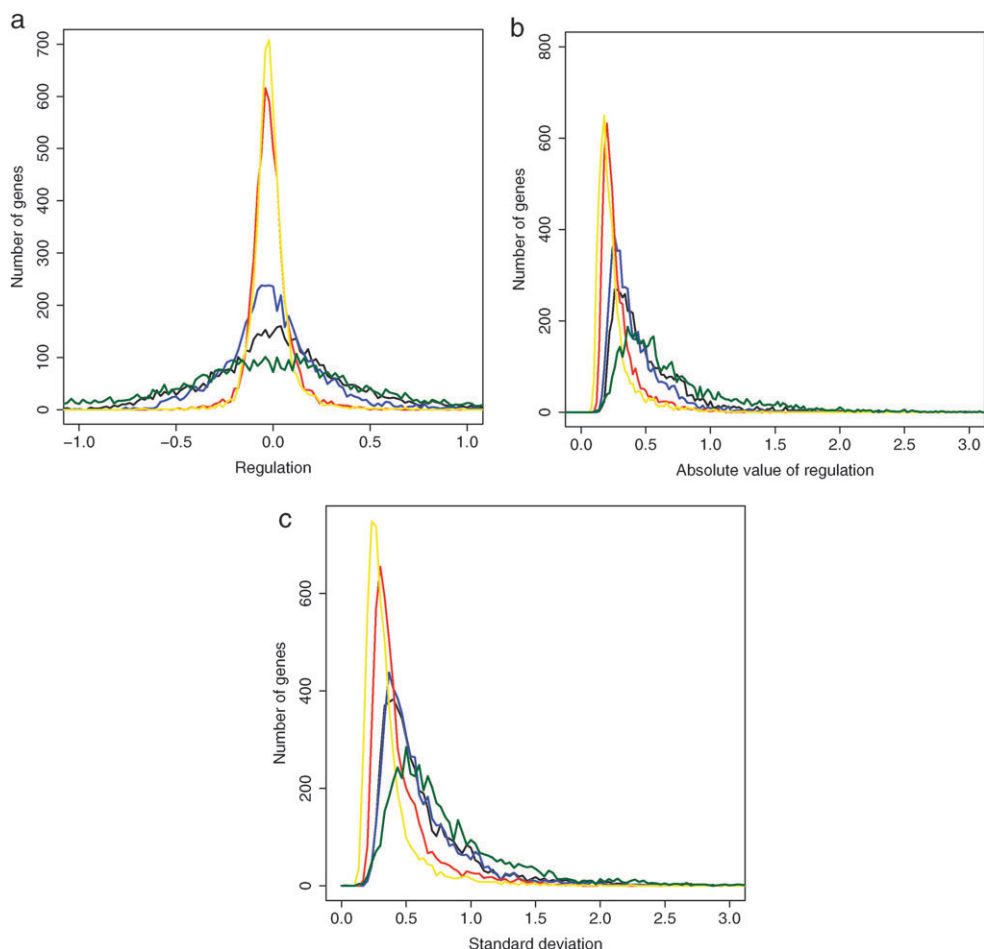 a
Number of genes
700
600
500
400
300
200
100
0
−1.0 −0.5 0.0 0.5 1.0
Regulation
b
Number of genes
800
600
400
200
0
0.0 0.5 1.0 1.5 2.0 2.5 3.0
Absolute value of regulation
c
Number of genes
600
400
200
0
0.0 0.5 1.0 1.5 2.0 2.5 3.0
Standard deviation